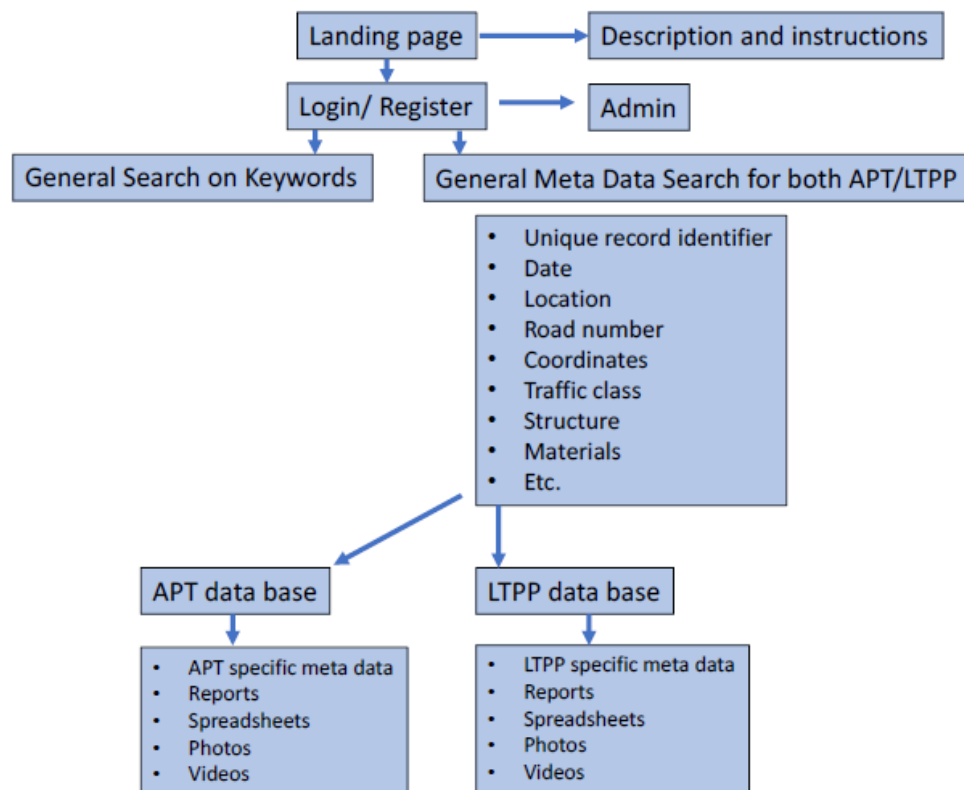 Landing page
Description and instructions
Login/ Register
Admin
General Search on Keywords
General Meta Data Search for both APT/LTPP
• Unique record identifier
• Date
• Location
• Road number
• Coordinates
• Traffic class
• Structure
• Materials
• Etc.
APT data base
LTPP data base
• APT specific meta data
• Reports
• Spreadsheets
• Photos
• Videos
• LTPP specific meta data
• Reports
• Spreadsheets
• Photos
• Videos